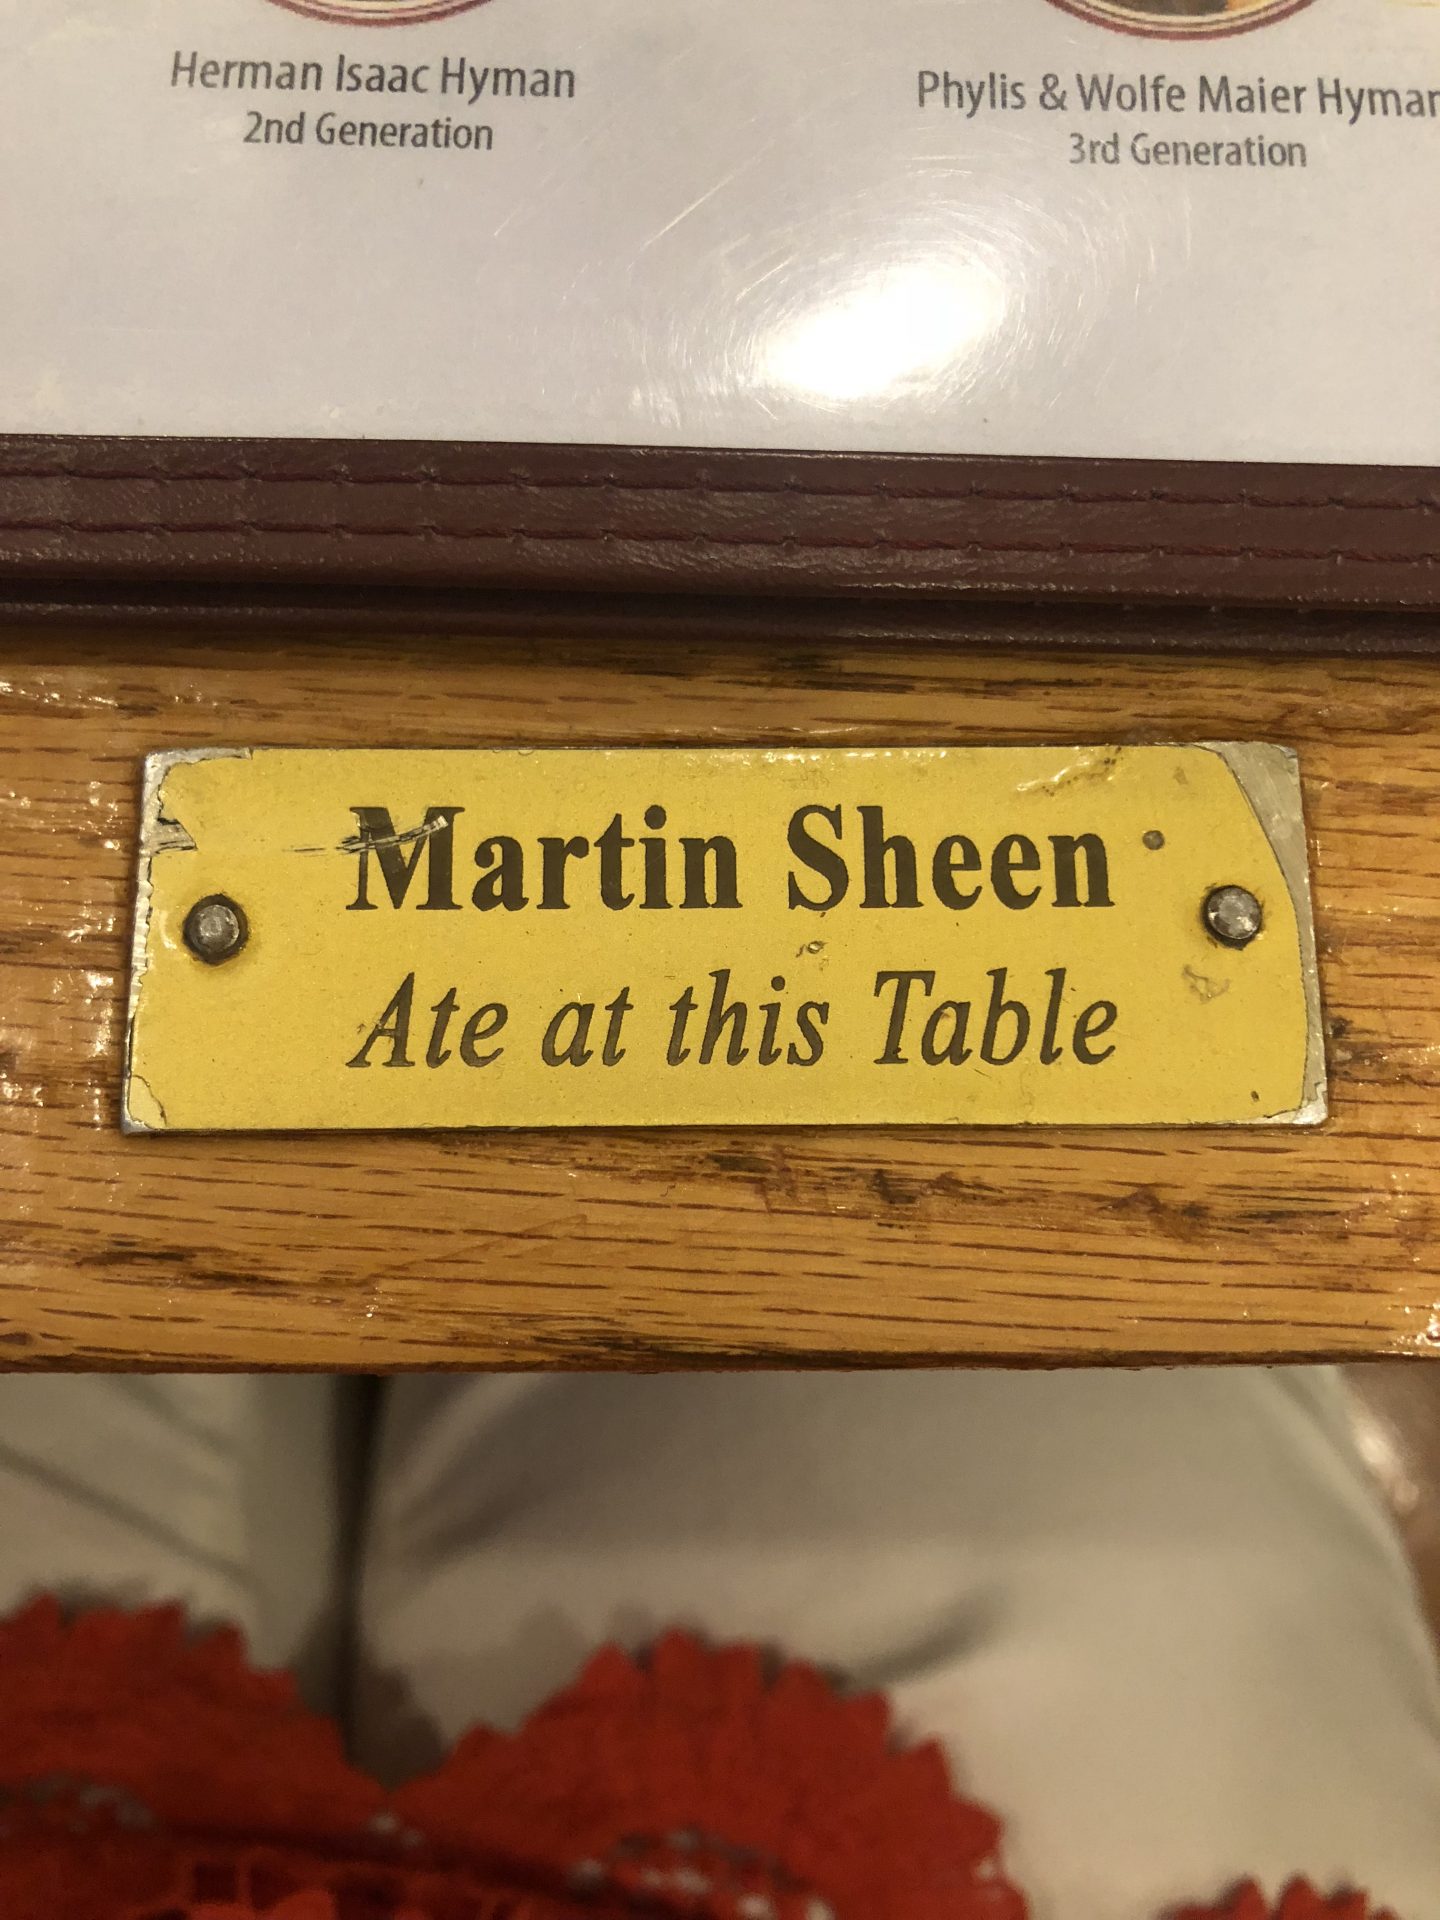 Herman Isaac Hyman
2nd Generation
Phylis & Wolfe Maier Hyman
3rd Generation
Martin Sheen
Ate at this Table